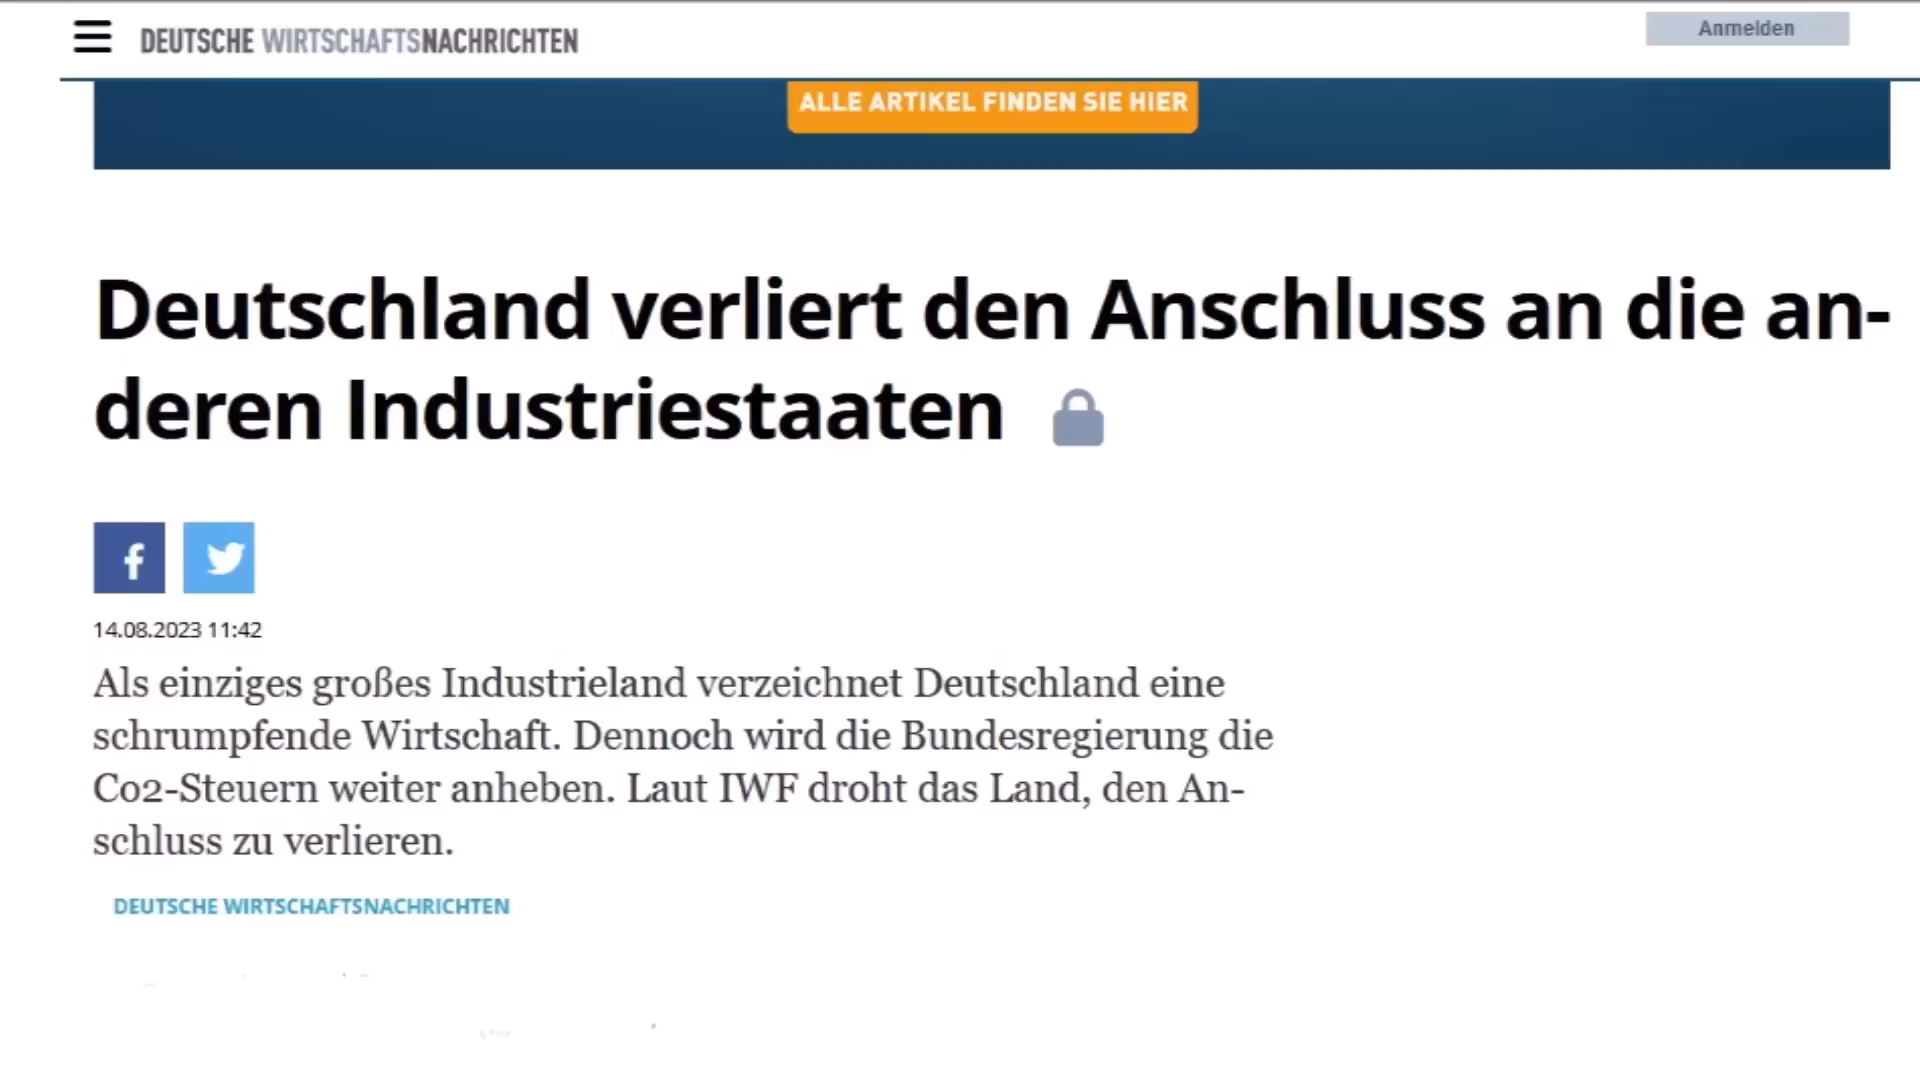 DEUTSCHE WIRTSCHAFTSNACHRICHTEN
Anmelden
ALLE ARTIKEL FINDEN SIE HIER
Deutschland verliert den Anschluss an die an-
deren Industriestaaten
14.08.2023 11:42
Als einziges großes Industrieland verzeichnet Deutschland eine
schrumpfende Wirtschaft. Dennoch wird die Bundesregierung die
Co2-Steuern weiter anheben. Laut IWF droht das Land, den An-
schluss zu verlieren.
DEUTSCHE WIRTSCHAFTSNACHRICHTEN